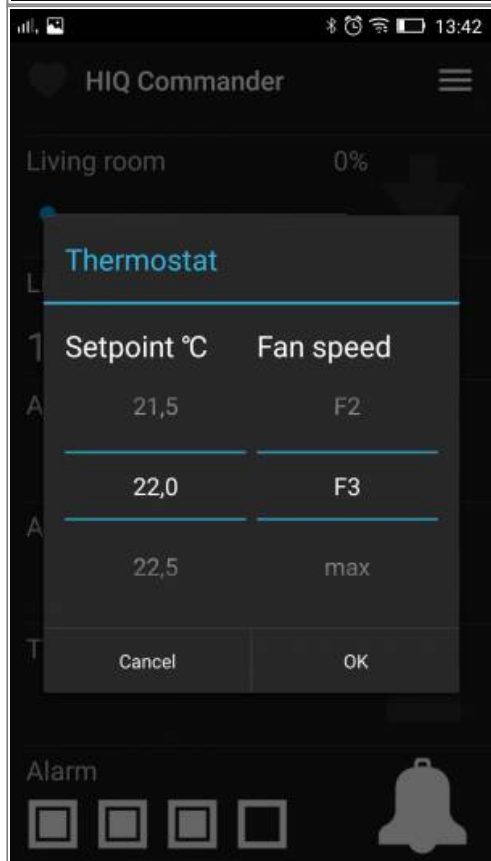 13:42
HIQ Commander
Living room 0%
Thermostat
Setpoint °C Fan speed
21,5 F2
22,0 F3
22,5 max
Cancel OK
Alarm